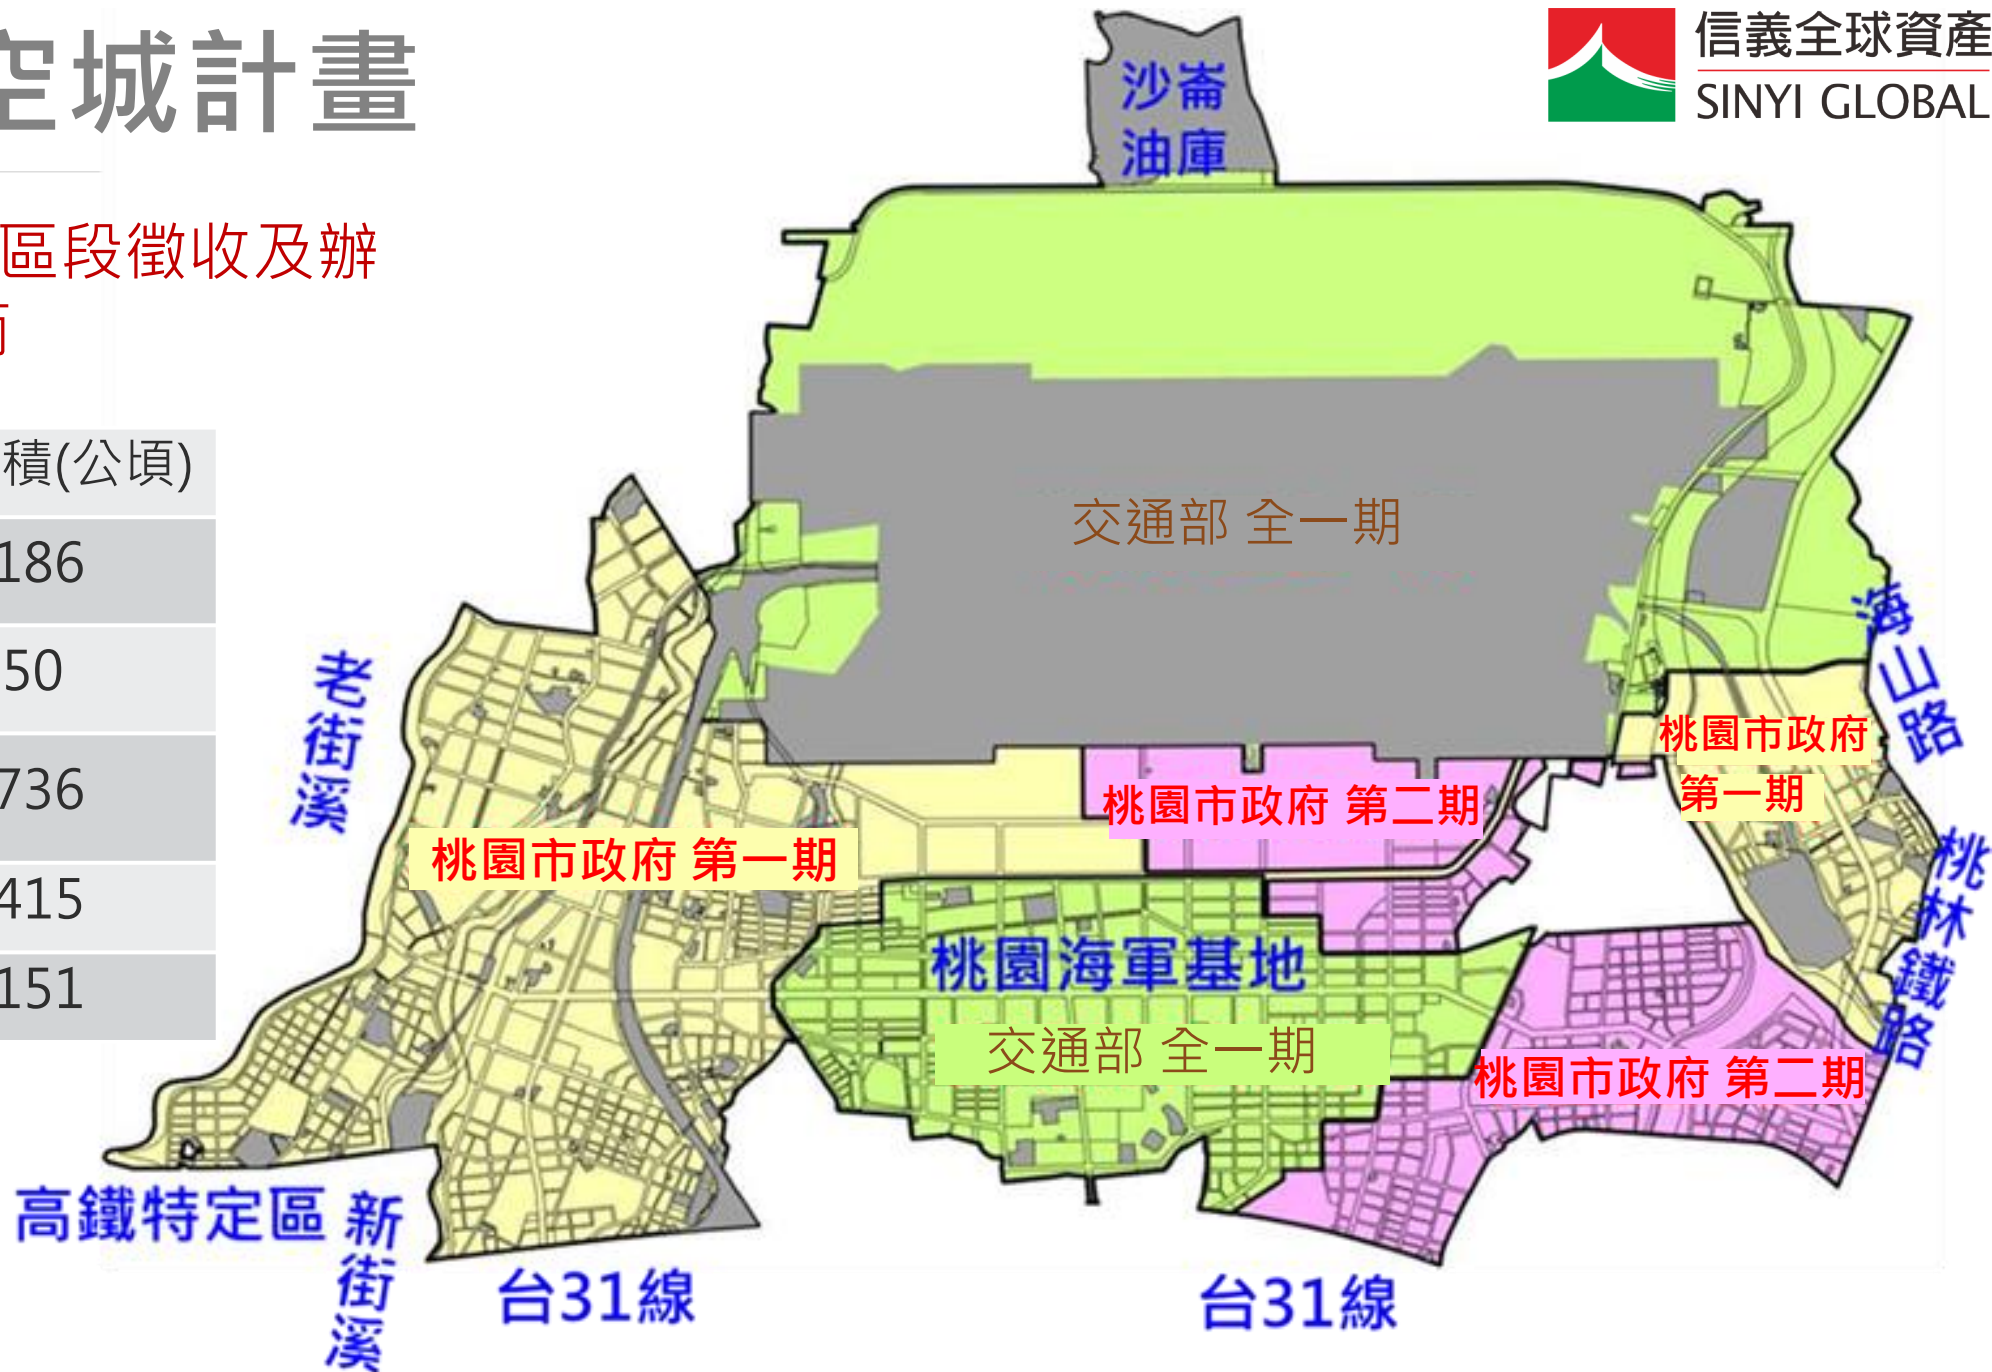 空城計畫
信義全球資產
SINYI GLOBAL
區段徵收及辦
積(公頃)
186
50
736
415
151
沙崙
油庫
交通部 全一期
老街溪
海山路
桃園市政府
第一期
桃園市政府 第二期
桃園市政府 第一期
桃林鐵路
桃園海軍基地
交通部 全一期
桃園市政府 第二期
高鐵特定區
新街溪
台31線
台31線